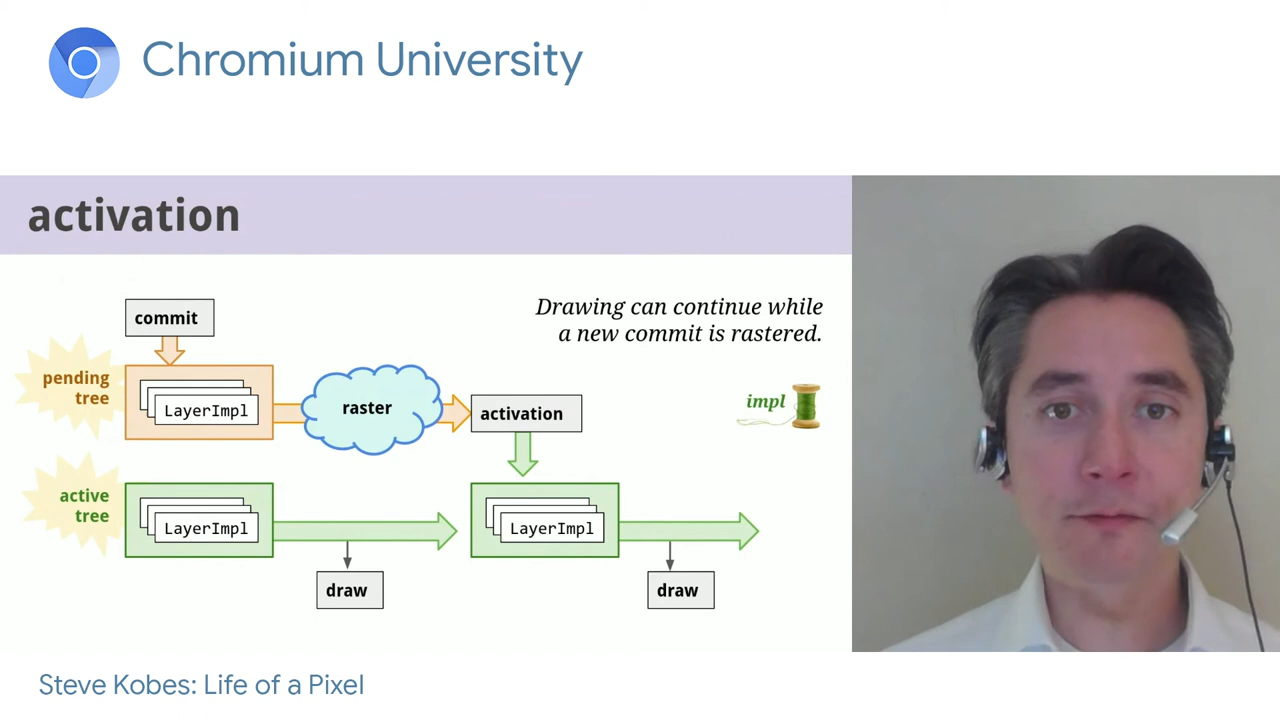 Chromium University
activation
commit
Drawing can continue while
a new commit is rastered.
pending
tree
LayerImpl
raster
activation
impl
active
tree
LayerImpl
LayerImpl
draw
draw
Steve Kobes: Life of a Pixel